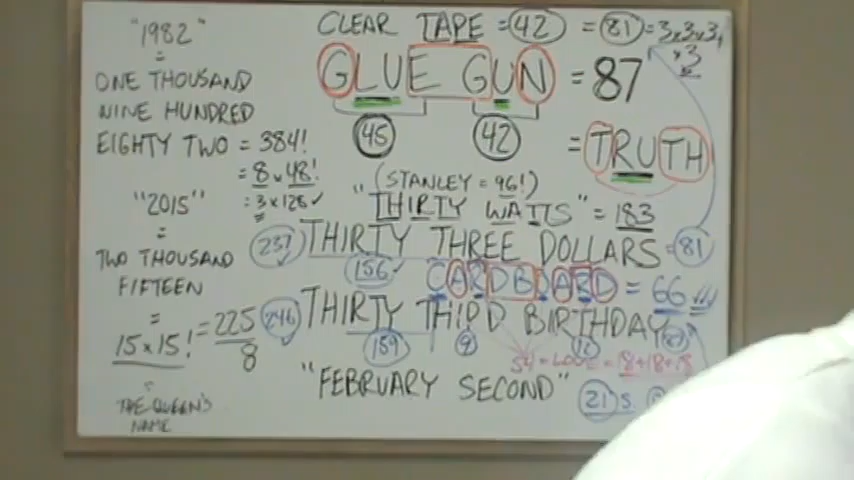 "1982"
=
ONE THOUSAND
NINE HUNDRED
EIGHTY TWO = 384!
= 8 x 48!
= 3 x 128 ✓
"2015"
=
TWO THOUSAND
FIFTEEN
=
15 x 15! = 225
8
=
THE QUEEN'S
NAME
CLEAR TAPE = 42 = 81 = 3x3x3
x3
GLUE GUN = 87
45 42
= TRUTH
(STANLEY = 96!)
"THIRTY WATTS" = 183
237 THIRTY THREE DOLLARS = 81
156 ✓
CARDBOARD = 66
246 THIRTY THIRD BIRTHDAY
159 9
54 = LOVE = 18+18+18
"FEBRUARY SECOND"
21 S.